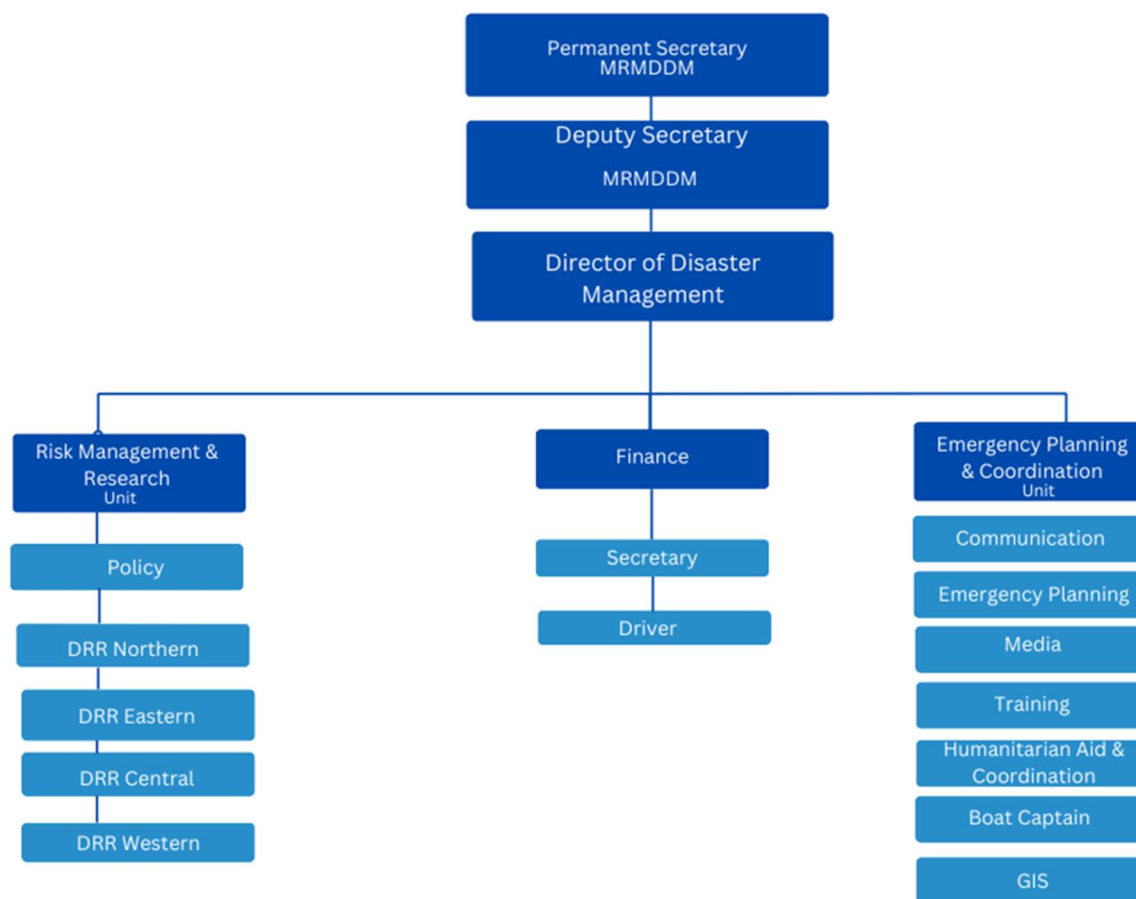 Permanent Secretary
MRMDDM
Deputy Secretary
MRMDDM
Director of Disaster
Management
Risk Management &
Research
Unit
Policy
DRR Northern
DRR Eastern
DRR Central
DRR Western
Finance
Secretary
Driver
Emergency Planning
& Coordination
Unit
Communication
Emergency Planning
Media
Training
Humanitarian Aid &
Coordination
Boat Captain
GIS